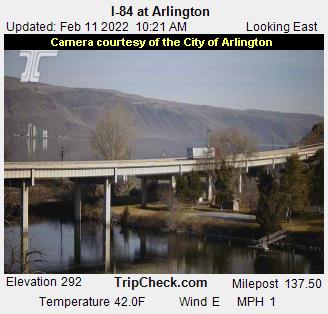 I-84 at Arlington
Updated: Feb 11 2022 10:21 AM Looking East
Camera courtesy of the City of Arlington
Elevation 292 TripCheck.com Milepost 137.50
Temperature 42.0F Wind E MPH 1